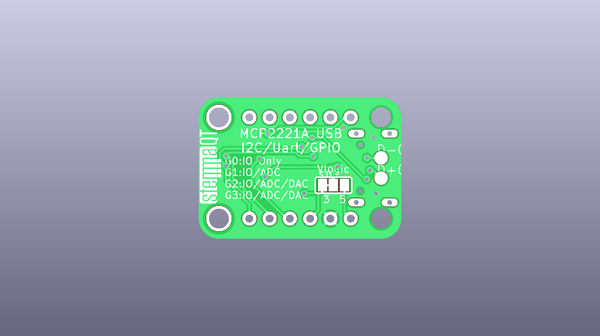 MCP2221A USB
I2C/Uart/GPIO
G0:IO Only
G1:IO/ADC
G2:IO/ADC/DAC
G3:IO/ADC/DAC
Vlogic
3 5
D-
D+